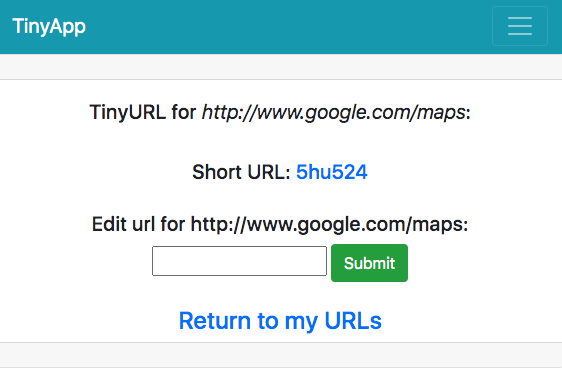 TinyApp
TinyURL for http://www.google.com/maps:
Short URL: 5hu524
Edit url for http://www.google.com/maps:
Submit
Return to my URLs